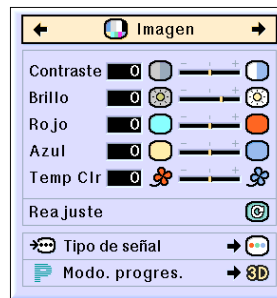 Imagen
Contraste 0
Brillo 0
Rojo 0
Azul 0
Temp Clr 0
Reajuste
Tipo de señal
Modo. progres. 3D